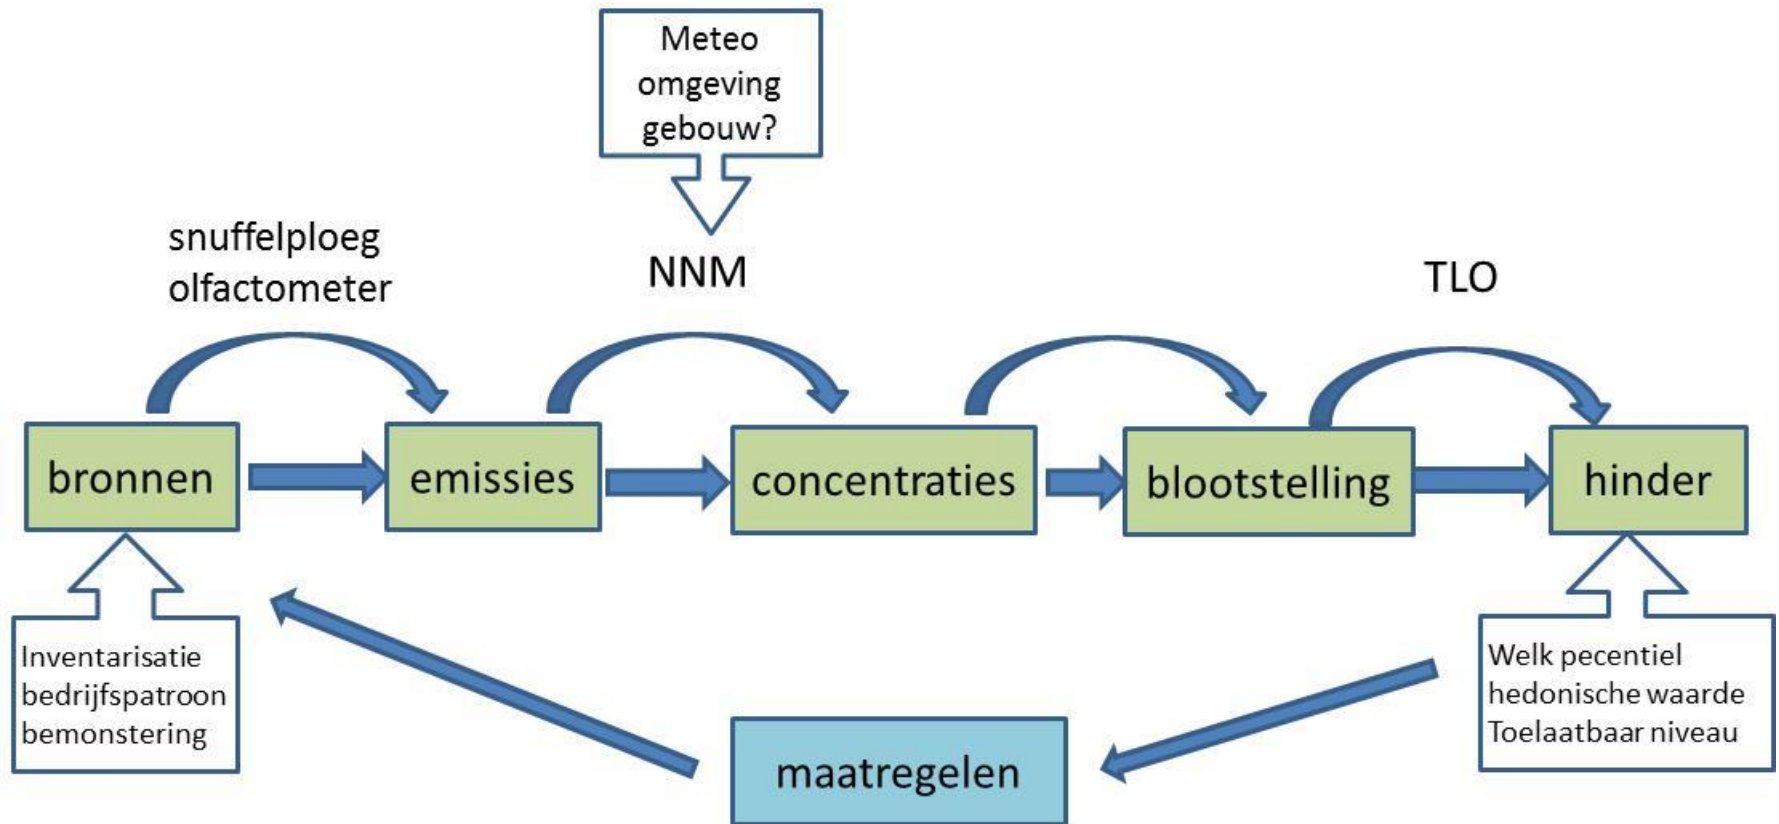 Meteo
omgeving
gebouw?
snuffelploeg
olfactometer
NNM
TLO
bronnen
emissies
concentraties
blootstelling
hinder
Inventarisatie
bedrijfspatroon
bemonstering
Welk pecentiel
hedonische waarde
Toelaatbaar niveau
maatregelen